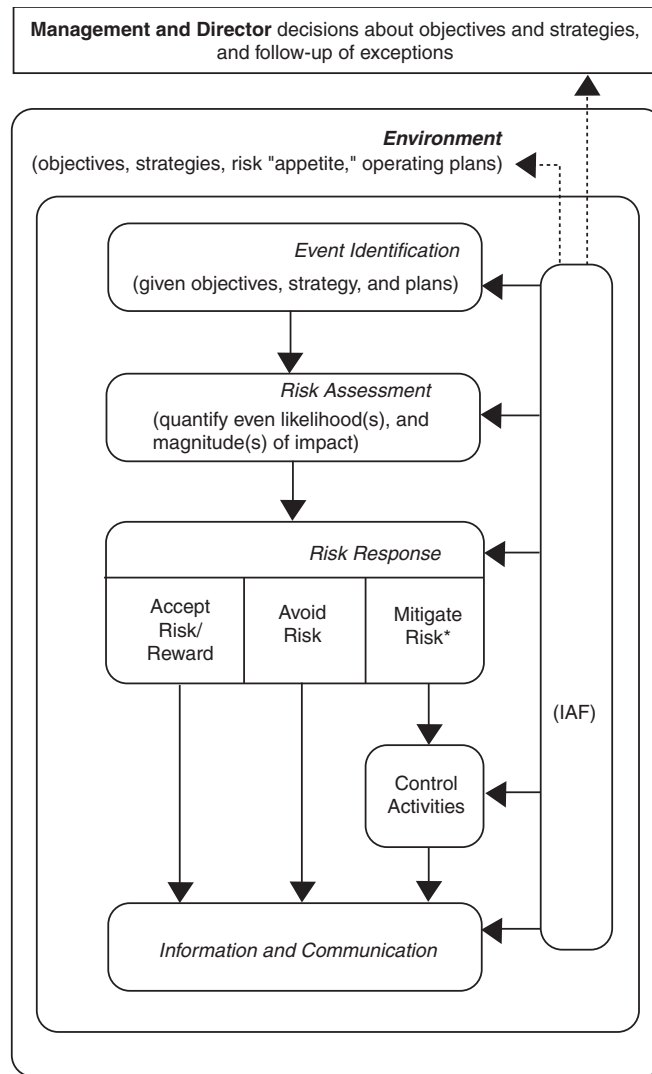 Management and Director decisions about objectives and strategies,
and follow-up of exceptions
Environment
(objectives, strategies, risk "appetite," operating plans)
Event Identification
(given objectives, strategy, and plans)
Risk Assessment
(quantify even likelihood(s), and
magnitude(s) of impact)
Risk Response
Accept
Risk/
Reward
Avoid
Risk
Mitigate
Risk*
(IAF)
Control
Activities
Information and Communication